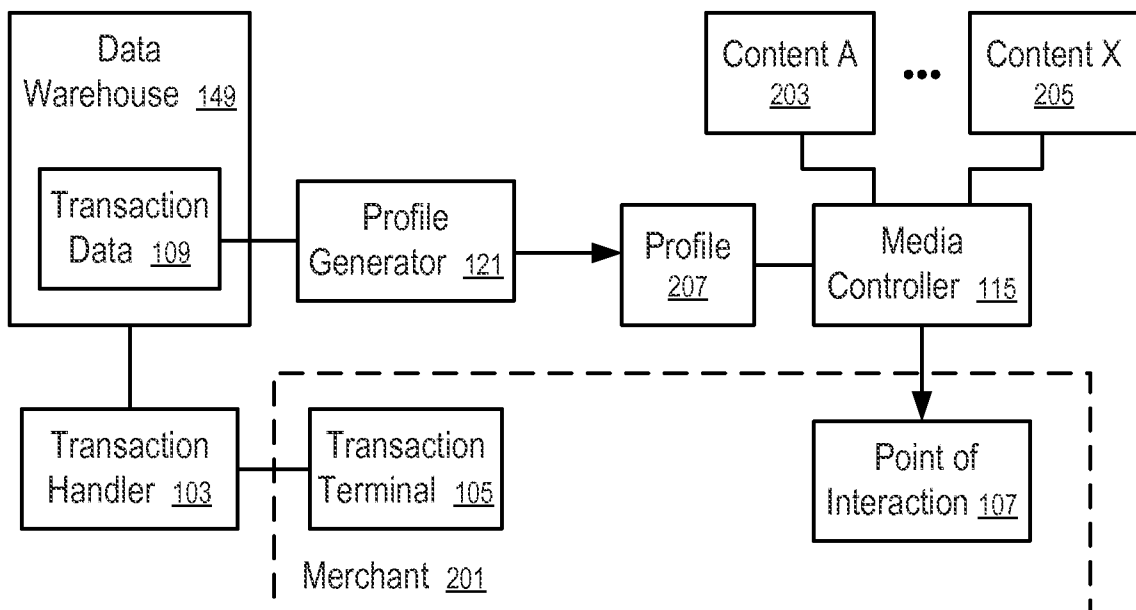 Data
Warehouse 149
Transaction
Data 109
Profile
Generator 121
Profile
207
Content A
203
•••
Content X
205
Media
Controller 115
Transaction
Handler 103
Transaction
Terminal 105
Point of
Interaction 107
Merchant 201